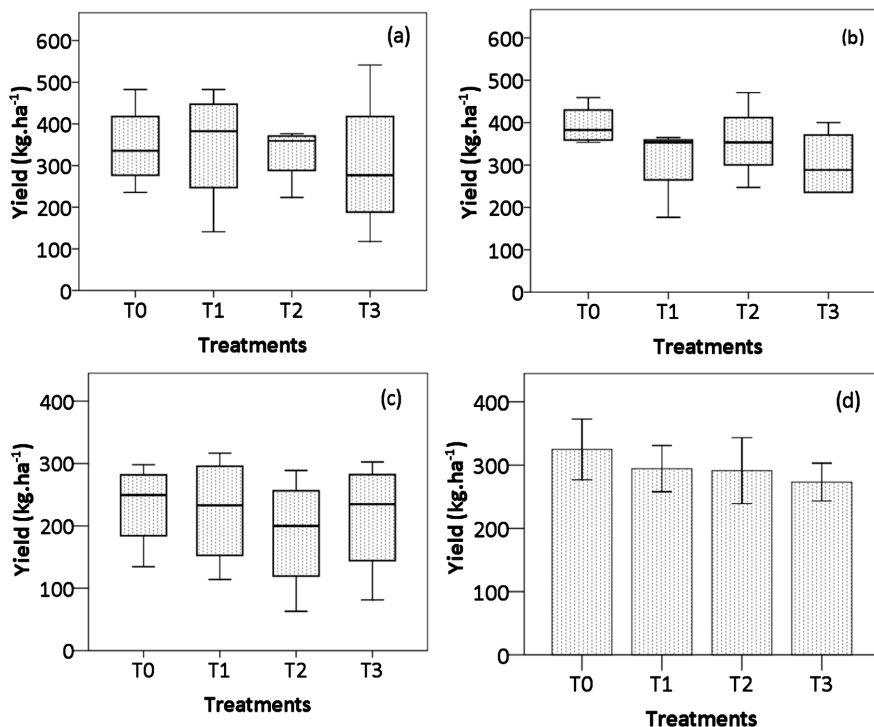 (a)
Yield (kg.ha⁻¹)
600
500
400
300
200
100
0
T0 T1 T2 T3
Treatments
(b)
Yield (kg.ha⁻¹)
600
500
400
300
200
100
0
T0 T1 T2 T3
Treatments
(c)
Yield (kg.ha⁻¹)
400
300
200
100
0
T0 T1 T2 T3
Treatments
(d)
Yield (kg.ha⁻¹)
400
300
200
100
0
T0 T1 T2 T3
Treatments